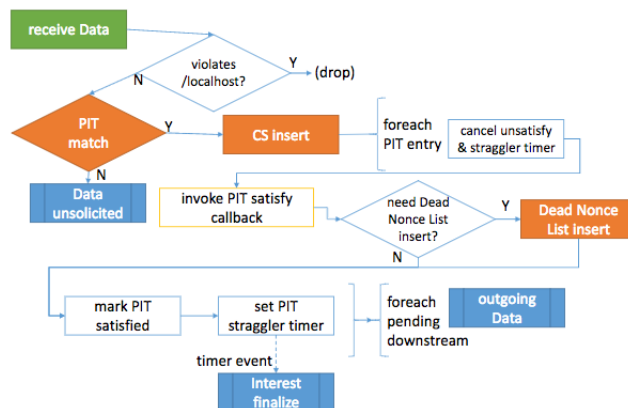 receive Data
violates
/localhost?
Y
(drop)
N
PIT
match
Y
CS insert
foreach
PIT entry
cancel unsatisfy
& straggler timer
N
Data
unsolicited
invoke PIT satisfy
callback
need Dead
Nonce List
insert?
Y
Dead Nonce
List insert
N
mark PIT
satisfied
set PIT
straggler timer
foreach
pending
downstream
outgoing
Data
timer event
Interest
finalize